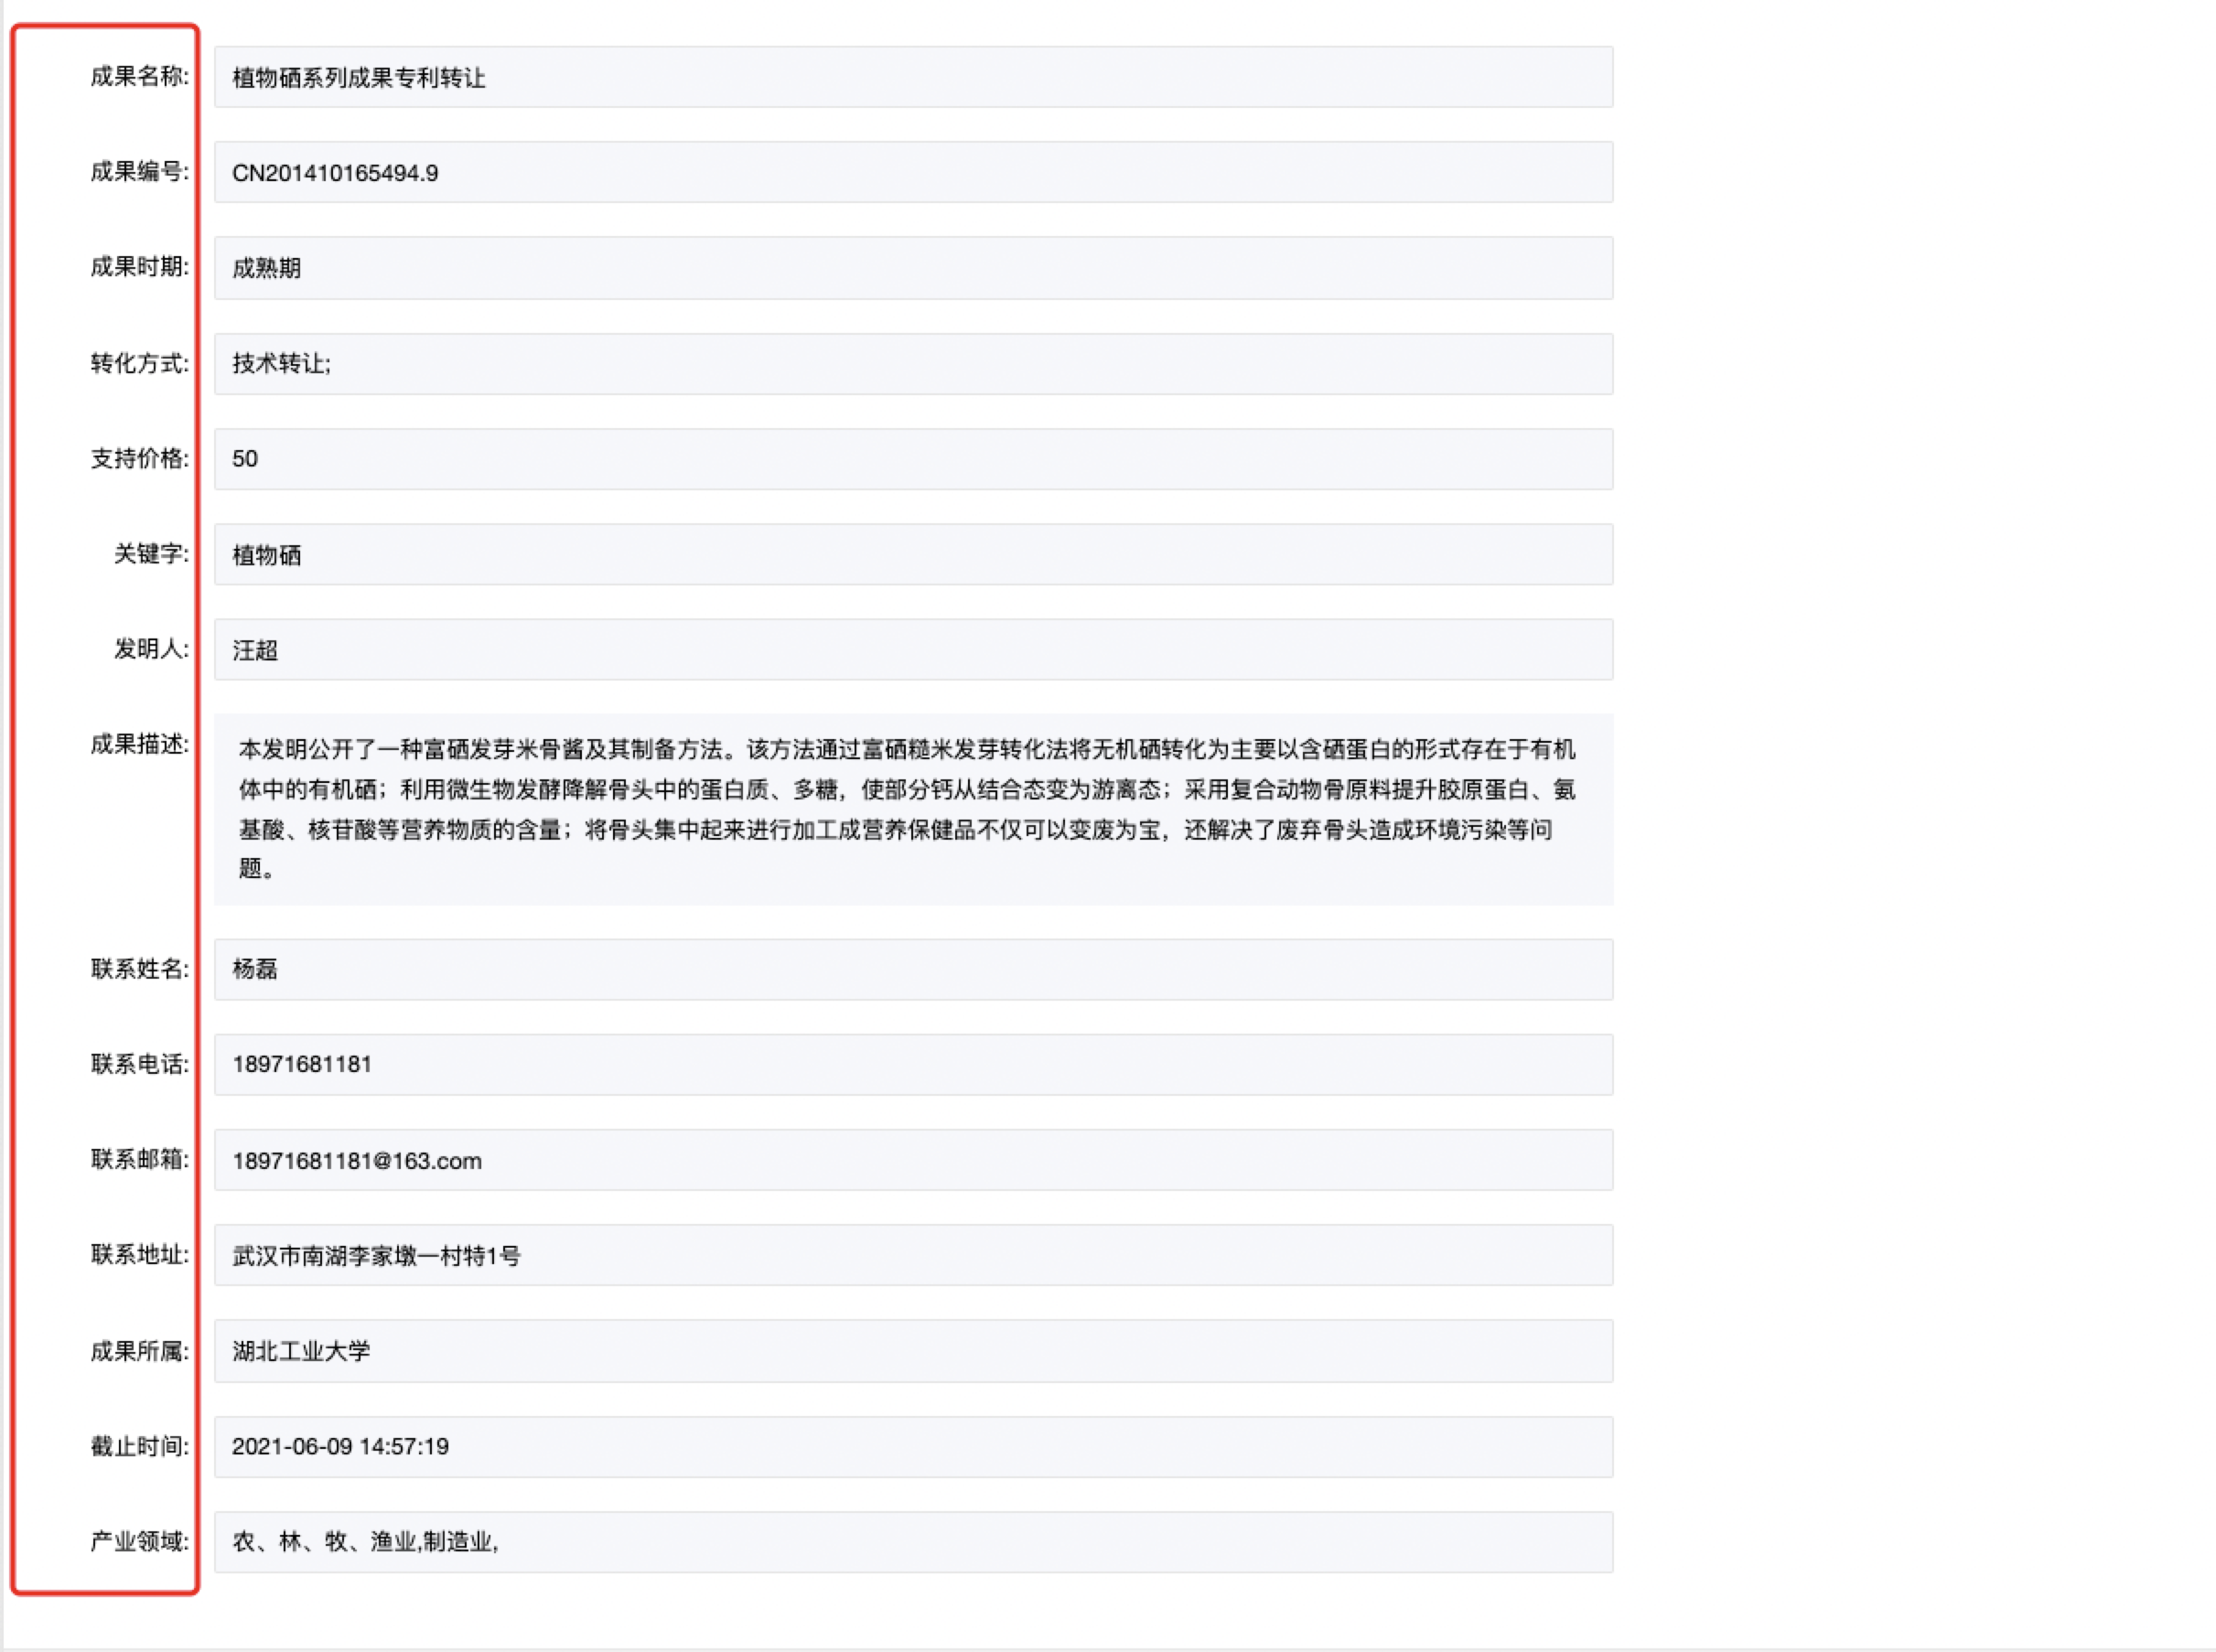 成果名称: 植物硒系列成果专利转让
成果编号: CN201410165494.9
成果时期: 成熟期
转化方式: 技术转让;
支持价格: 50
关键字: 植物硒
发明人: 汪超
成果描述: 本发明公开了一种富硒发芽米骨酱及其制备方法。该方法通过富硒糙米发芽转化法将无机硒转化为主要以含硒蛋白的形式存在于有机
体中的有机硒；利用微生物发酵降解骨头中的蛋白质、多糖，使部分钙从结合态变为游离态；采用复合动物骨原料提升胶原蛋白、氨
基酸、核苷酸等营养物质的含量；将骨头集中起来进行加工成营养保健品不仅可以变废为宝，还解决了废弃骨头造成环境污染等问
题。
联系姓名: 杨磊
联系电话: 18971681181
联系邮箱: 18971681181@163.com
联系地址: 武汉市南湖李家墩一村特1号
成果所属: 湖北工业大学
截止时间: 2021-06-09 14:57:19
产业领域: 农、林、牧、渔业,制造业,